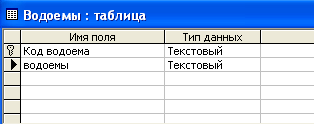 Водоемы : таблица
Имя поля Тип данных
Код водоема Текстовый
водоемы Текстовый